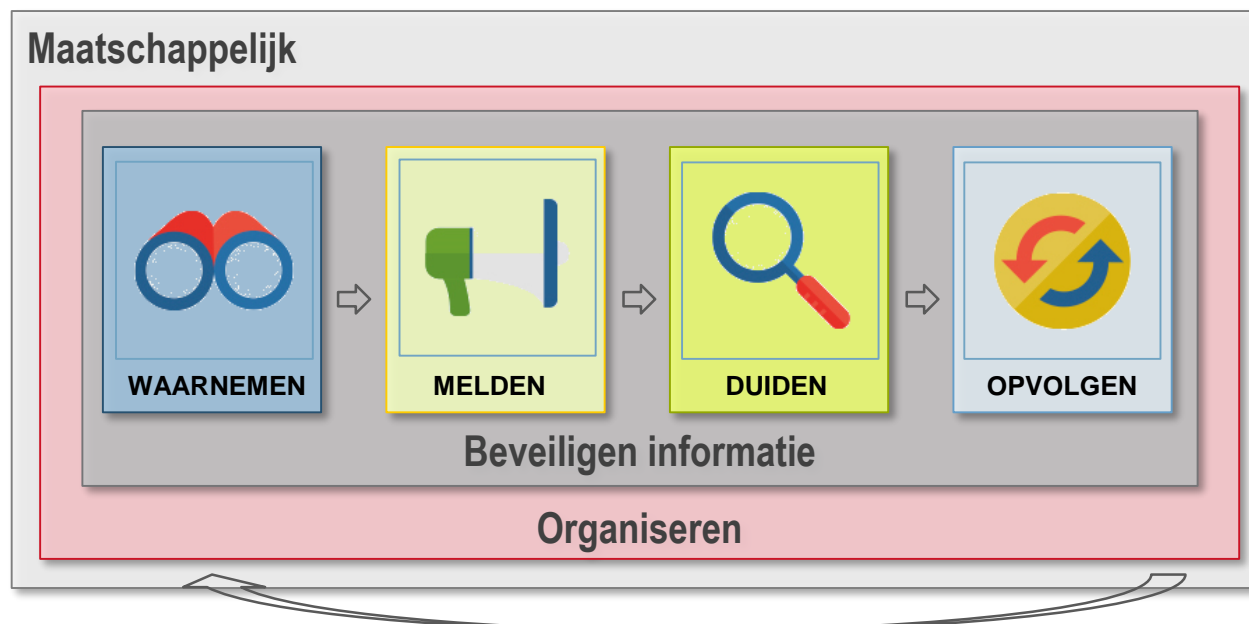 Maatschappelijk
WAARNEMEN
MELDEN
DUIDEN
OPVOLGEN
Beveiligen informatie
Organiseren